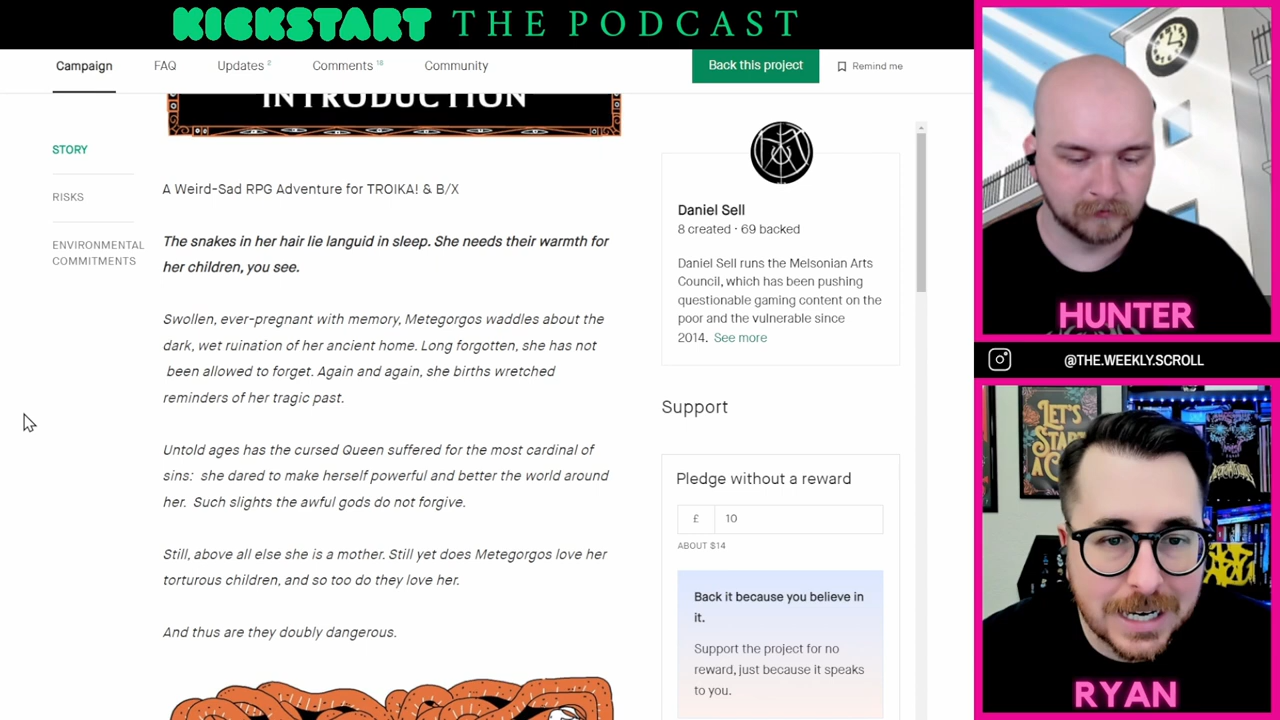 KICKSTART THE PODCAST
Campaign
FAQ
Updates 2
Comments 18
Community
Back this project
Remind me
INTRODUCTION
STORY
RISKS
ENVIRONMENTAL
COMMITMENTS
A Weird-Sad RPG Adventure for TROIKA! & B/X
The snakes in her hair lie languid in sleep. She needs their warmth for
her children, you see.
Swollen, ever-pregnant with memory, Metegorgos waddles about the
dark, wet ruination of her ancient home. Long forgotten, she has not
been allowed to forget. Again and again, she births wretched
reminders of her tragic past.
Untold ages has the cursed Queen suffered for the most cardinal of
sins: she dared to make herself powerful and better the world around
her. Such slights the awful gods do not forgive.
Still, above all else she is a mother. Still yet does Metegorgos love her
torturous children, and so too do they love her.
And thus are they doubly dangerous.
Daniel Sell
8 created · 69 backed
Daniel Sell runs the Melsonian Arts
Council, which has been pushing
questionable gaming content on the
poor and the vulnerable since
2014. See more
Support
Pledge without a reward
£ 10
ABOUT $14
Back it because you believe in
it.
Support the project for no
reward, just because it speaks
to you.
HUNTER
@THE.WEEKLY.SCROLL
LET'S
START
A
RYAN